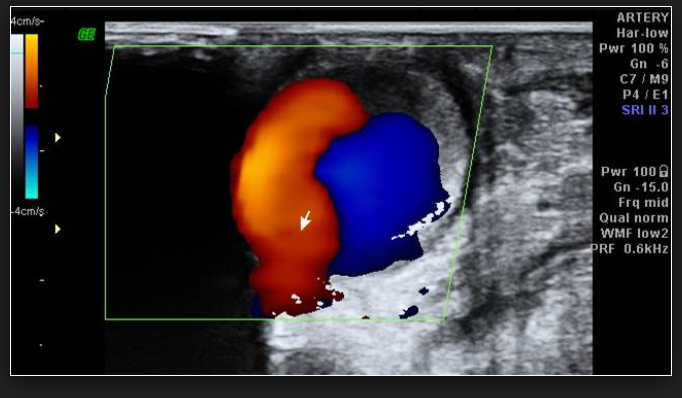 4cm/s
GE
ARTERY
Har-low
Pwr 100 %
Gn -6
C7 / M9
P4 / E1
SRI II 3
-4cm/s
Pwr 100
Gn -15.0
Frq mid
Qual norm
WMF low2
PRF 0.6kHz